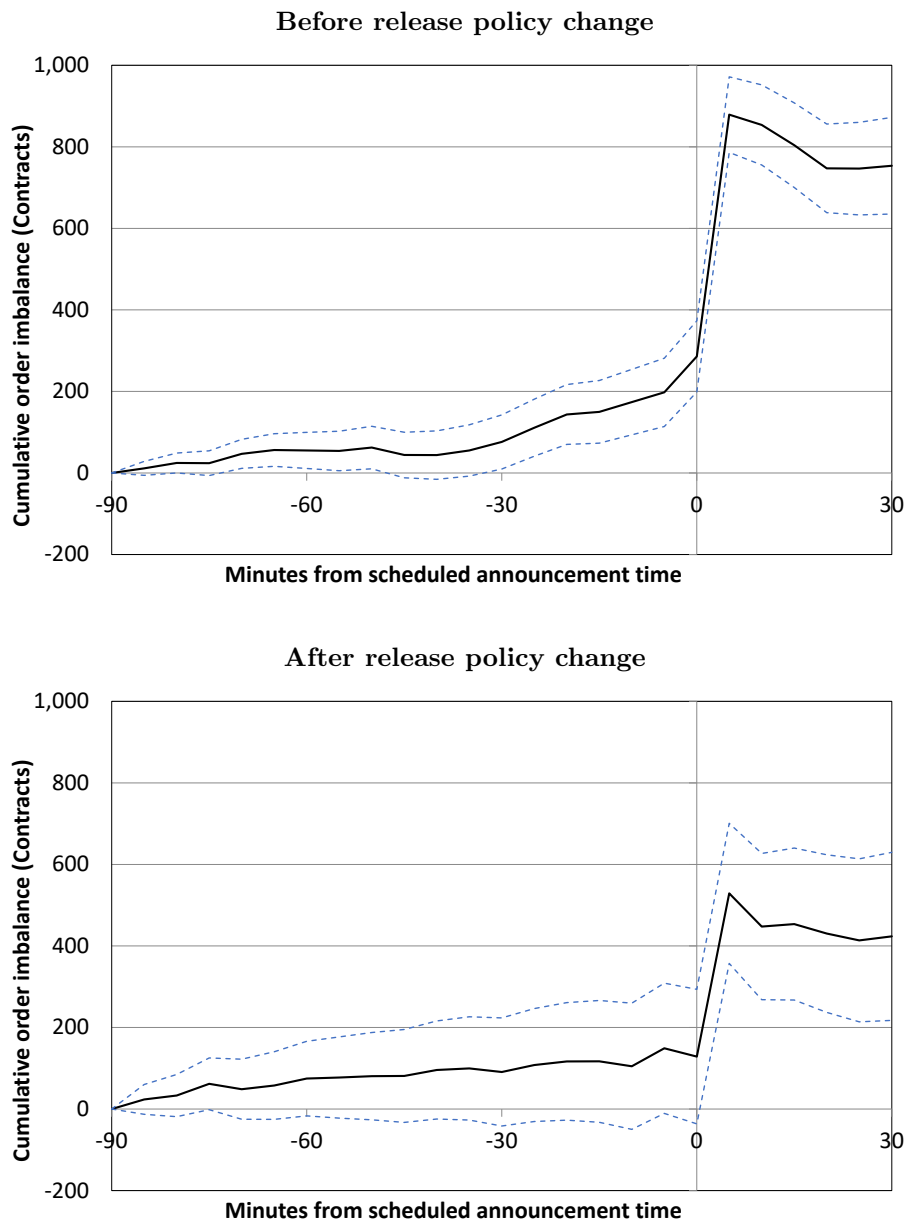 Before release policy change
1,000
800
600
400
200
0
-200
Cumulative order imbalance (Contracts)
-90 -60 -30 0 30
Minutes from scheduled announcement time
After release policy change
1,000
800
600
400
200
0
-200
Cumulative order imbalance (Contracts)
-90 -60 -30 0 30
Minutes from scheduled announcement time